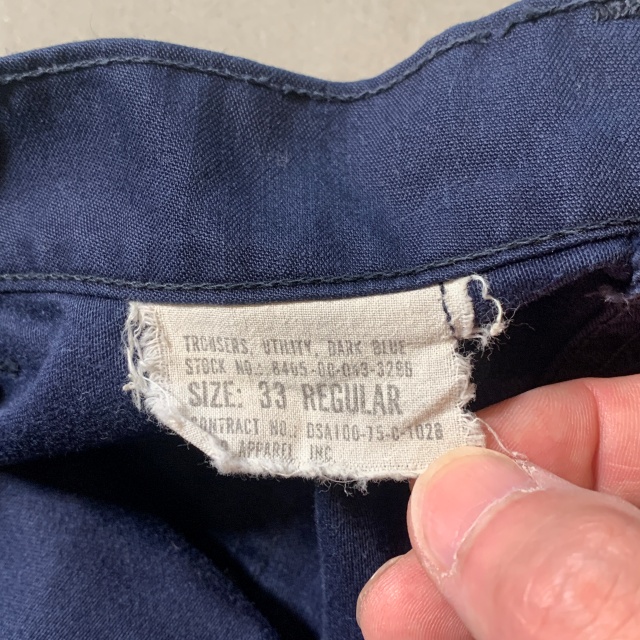 TROUSERS, UTILITY, DARK BLUE
STOCK NO.: 8405-00-043-3296
SIZE: 33 REGULAR
CONTRACT NO.: DSA100-75-C-1028
APPAREL, INC.